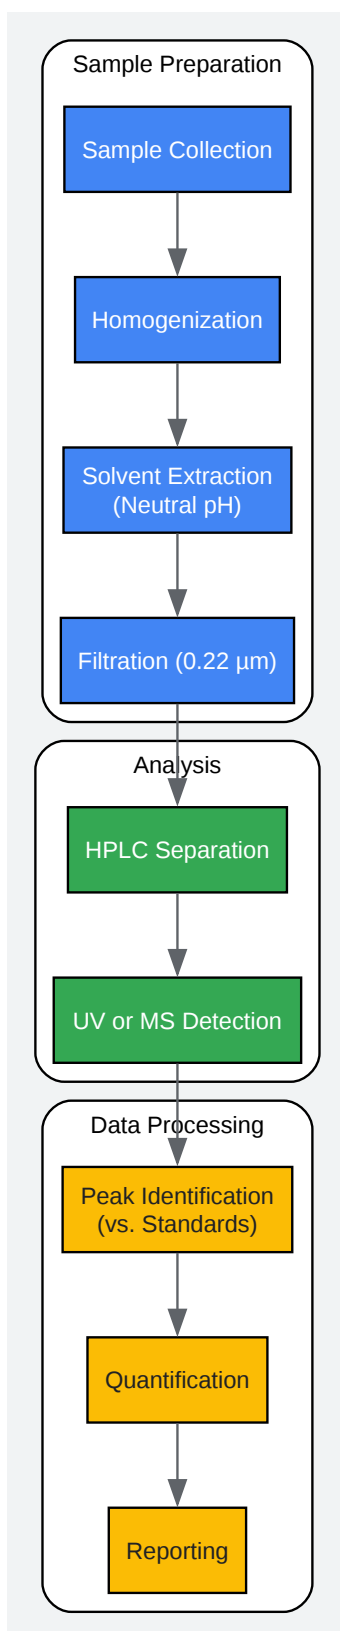 Sample Preparation
Sample Collection
Homogenization
Solvent Extraction
(Neutral pH)
Filtration (0.22 µm)
Analysis
HPLC Separation
UV or MS Detection
Data Processing
Peak Identification
(vs. Standards)
Quantification
Reporting